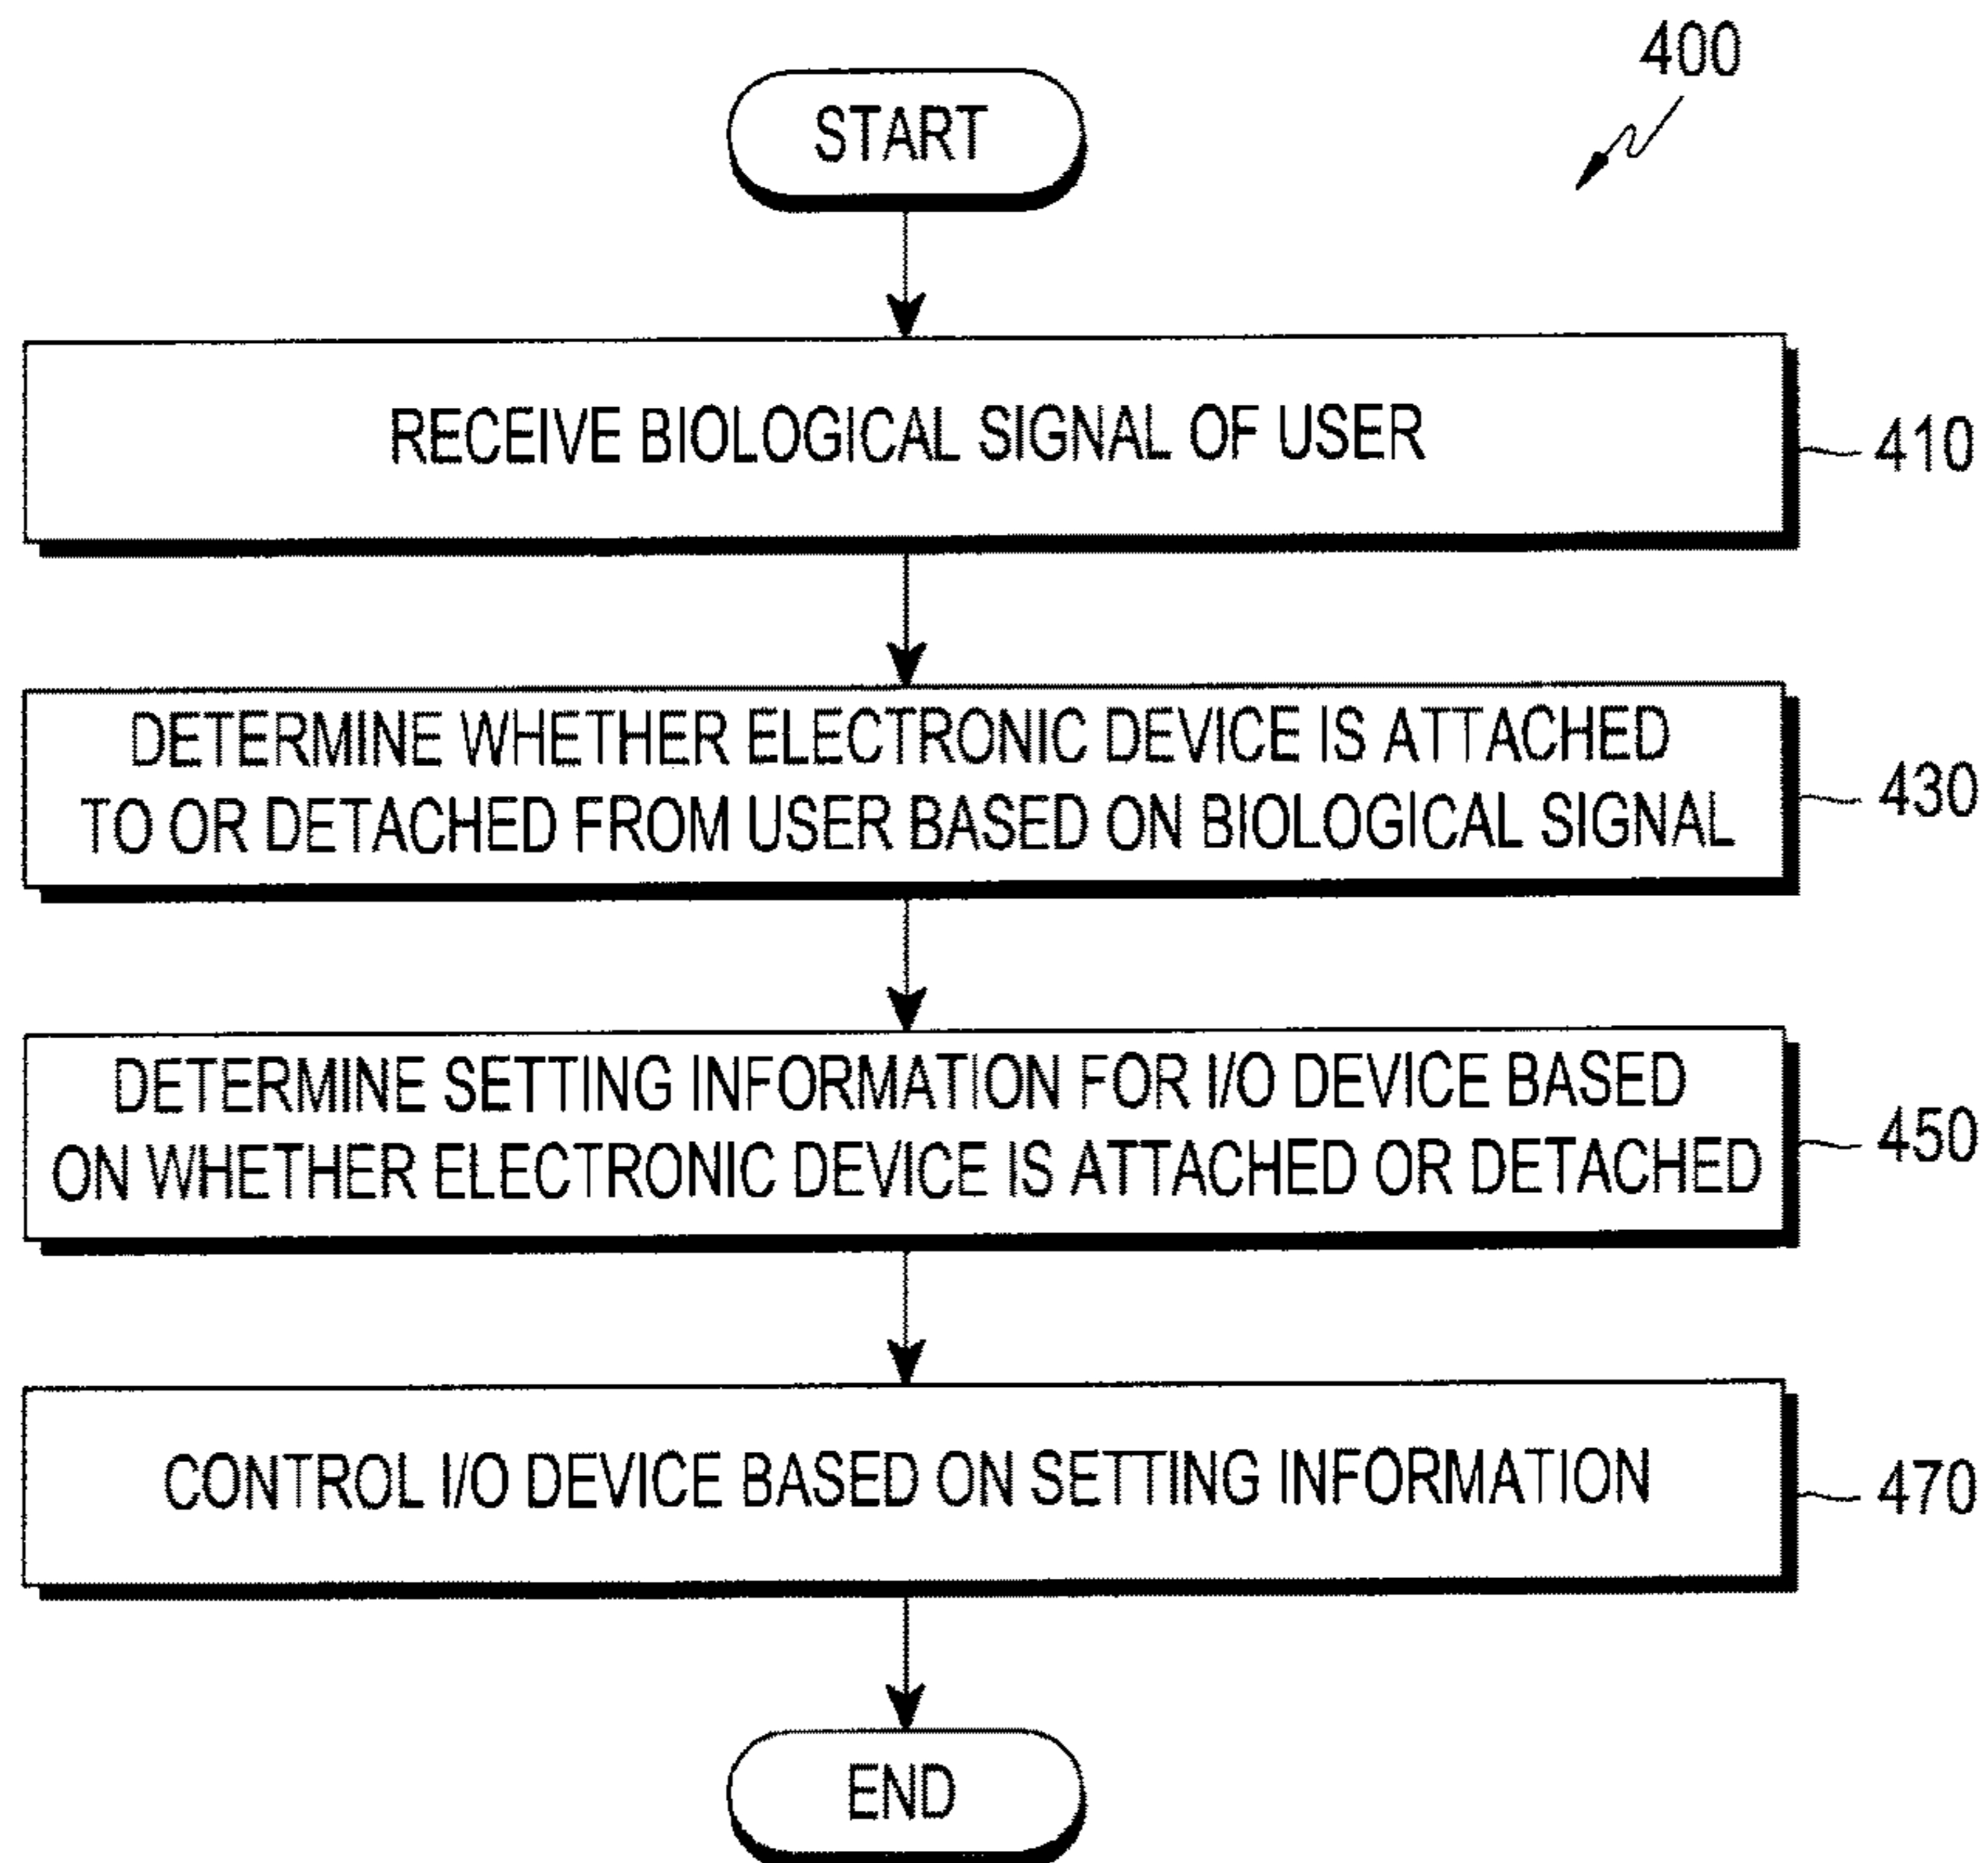 400
START
RECEIVE BIOLOGICAL SIGNAL OF USER
410
DETERMINE WHETHER ELECTRONIC DEVICE IS ATTACHED
TO OR DETACHED FROM USER BASED ON BIOLOGICAL SIGNAL
430
DETERMINE SETTING INFORMATION FOR I/O DEVICE BASED
ON WHETHER ELECTRONIC DEVICE IS ATTACHED OR DETACHED
450
CONTROL I/O DEVICE BASED ON SETTING INFORMATION
470
END